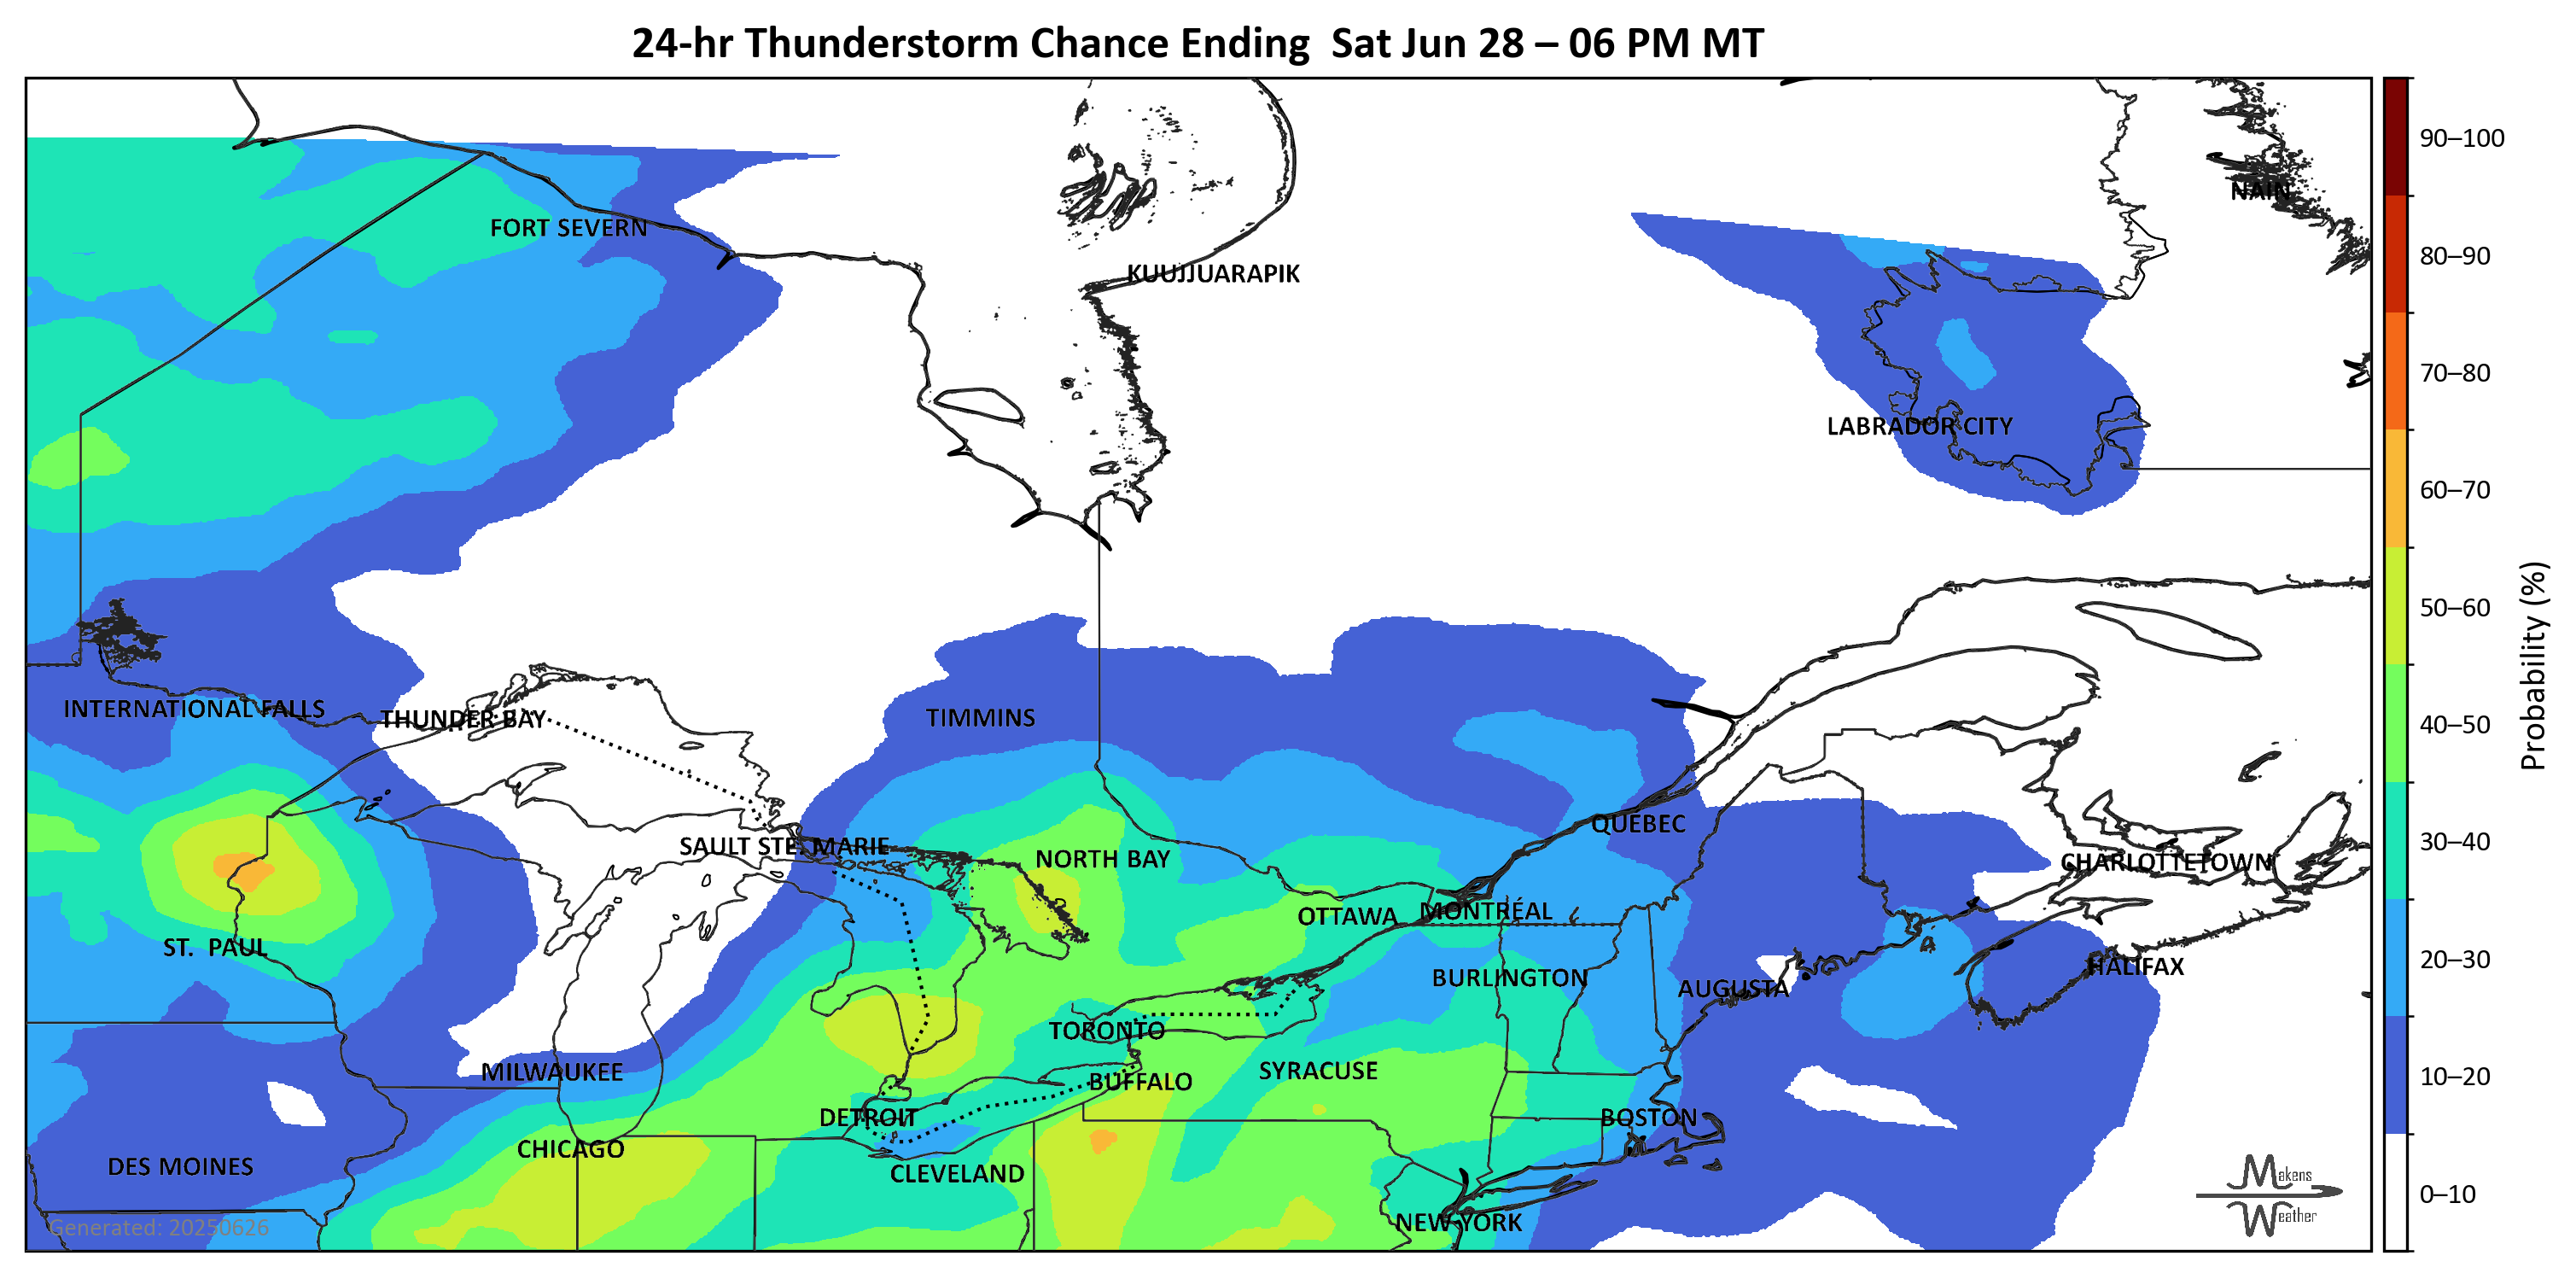 24-hr Thunderstorm Chance Ending  Sat Jun 28 – 06 PM MT
90–100
NAIN
FORT SEVERN
80–90
KUUJJUARAPIK
70–80
LABRADOR CITY
60–70
50–60
Probability (%)
INTERNATIONAL FALLS
THUNDER BAY
TIMMINS
40–50
QUEBEC
30–40
SAULT STE. MARIE
NORTH BAY
CHARLOTTETOWN
OTTAWA
MONTRÉAL
ST.  PAUL
20–30
HALIFAX
BURLINGTON
AUGUSTA
TORONTO
MILWAUKEE
SYRACUSE
BUFFALO
10–20
DETROIT
BOSTON
CHICAGO
DES MOINES
CLEVELAND
Makens
Weather
0–10
NEW YORK
Generated: 20250626